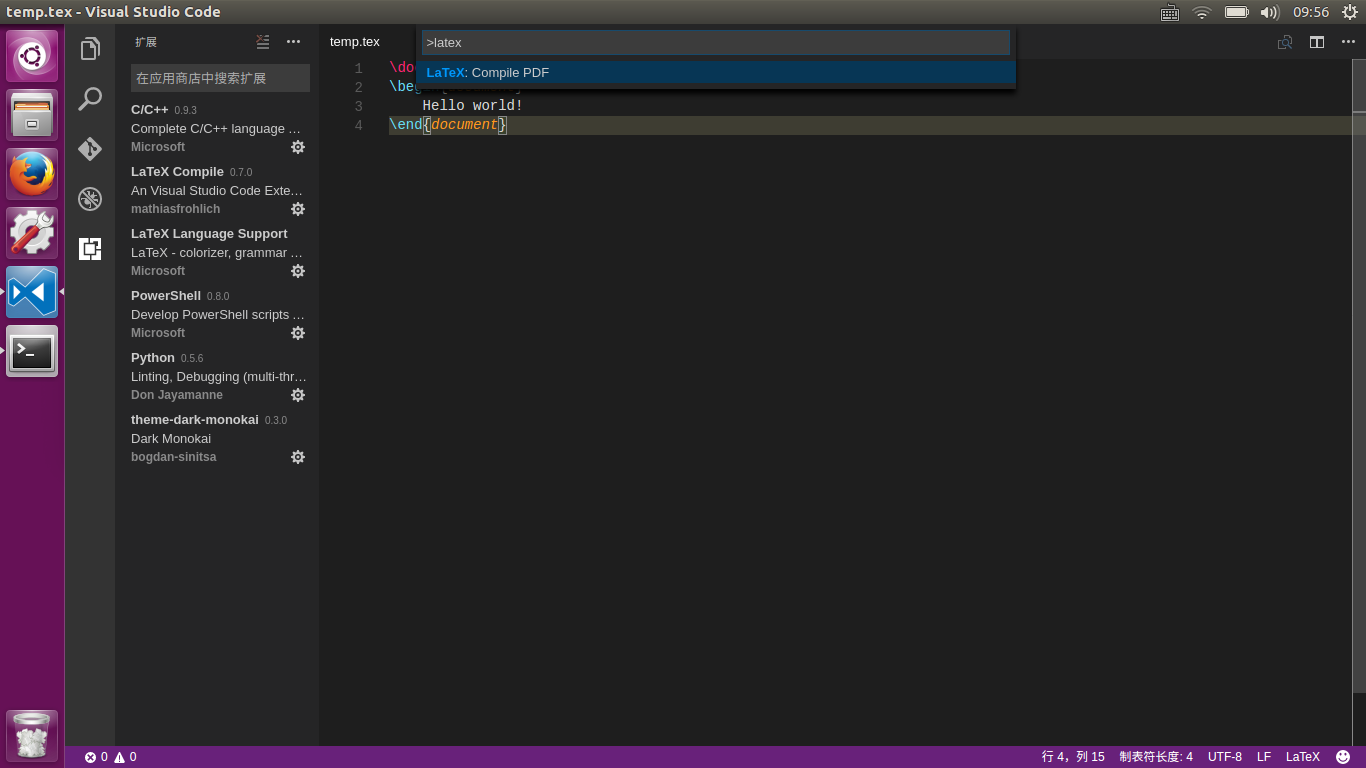 temp.tex - Visual Studio Code
09:56
扩展
在应用商店中搜索扩展
C/C++ 0.9.3
Complete C/C++ language …
Microsoft
LaTeX Compile 0.7.0
An Visual Studio Code Exte…
mathiasfrohlich
LaTeX Language Support
LaTeX - colorizer, grammar …
Microsoft
PowerShell 0.8.0
Develop PowerShell scripts …
Microsoft
Python 0.5.6
Linting, Debugging (multi-thr…
Don Jayamanne
theme-dark-monokai 0.3.0
Dark Monokai
bogdan-sinitsa
temp.tex
>latex
LaTeX: Compile PDF
1
2
3 Hello world!
4 \end{document}
0 0
行 4，列 15 制表符长度: 4 UTF-8 LF LaTeX